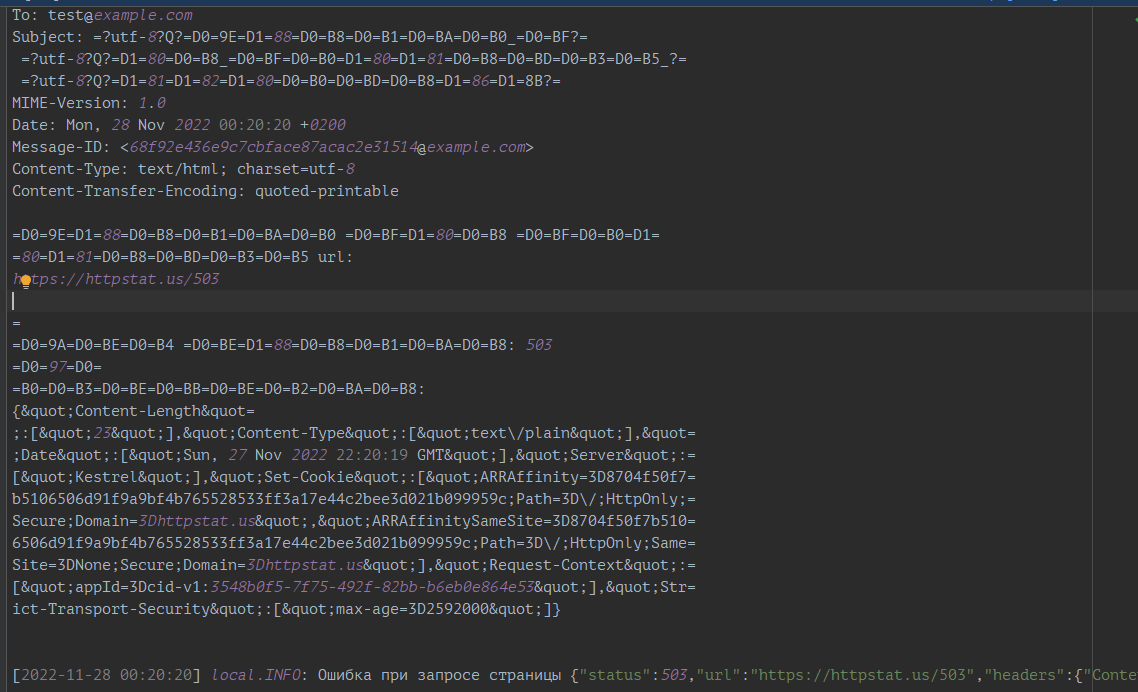 To: test@example.com
Subject: =?utf-8?Q?=D0=9E=D1=88=D0=B8=D0=B1=D0=BA=D0=B0_=D0=BF?=
 =?utf-8?Q?=D1=80=D0=B8_=D0=BF=D0=B0=D1=80=D1=81=D0=B8=D0=BD=D0=B3=D0=B5_?=
 =?utf-8?Q?=D1=81=D1=82=D1=80=D0=B0=D0=BD=D0=B8=D1=86=D1=8B?=
MIME-Version: 1.0
Date: Mon, 28 Nov 2022 00:20:20 +0200
Message-ID: <68f92e436e9c7cbface87acac2e31514@example.com>
Content-Type: text/html; charset=utf-8
Content-Transfer-Encoding: quoted-printable
=D0=9E=D1=88=D0=B8=D0=B1=D0=BA=D0=B0 =D0=BF=D1=80=D0=B8 =D0=BF=D0=B0=D1=
=80=D1=81=D0=B8=D0=BD=D0=B3=D0=B5 url:
https://httpstat.us/503
=
=D0=9A=D0=BE=D0=B4 =D0=BE=D1=88=D0=B8=D0=B1=D0=BA=D0=B8: 503
=D0=97=D0=
=B0=D0=B3=D0=BE=D0=BB=D0=BE=D0=B2=D0=BA=D0=B8:
{&quot;Content-Length&quot=
;:[&quot;23&quot;],&quot;Content-Type&quot;:[&quot;text\/plain&quot;],&quot=
;Date&quot;:[&quot;Sun, 27 Nov 2022 22:20:19 GMT&quot;],&quot;Server&quot;:=
[&quot;Kestrel&quot;],&quot;Set-Cookie&quot;:[&quot;ARRAffinity=3D8704f50f7=
b5106506d91f9a9bf4b765528533ff3a17e44c2bee3d021b099959c;Path=3D\/;HttpOnly;=
Secure;Domain=3Dhttpstat.us&quot;,&quot;ARRAffinitySameSite=3D8704f50f7b510=
6506d91f9a9bf4b765528533ff3a17e44c2bee3d021b099959c;Path=3D\/;HttpOnly;Same=
Site=3DNone;Secure;Domain=3Dhttpstat.us&quot;],&quot;Request-Context&quot;:=
[&quot;appId=3Dcid-v1:3548b0f5-7f75-492f-82bb-b6eb0e864e53&quot;],&quot;Str=
ict-Transport-Security&quot;:[&quot;max-age=3D2592000&quot;]}
[2022-11-28 00:20:20] local.INFO: Ошибка при запросе страницы {"status":503,"url":"https://httpstat.us/503","headers":{"Conte